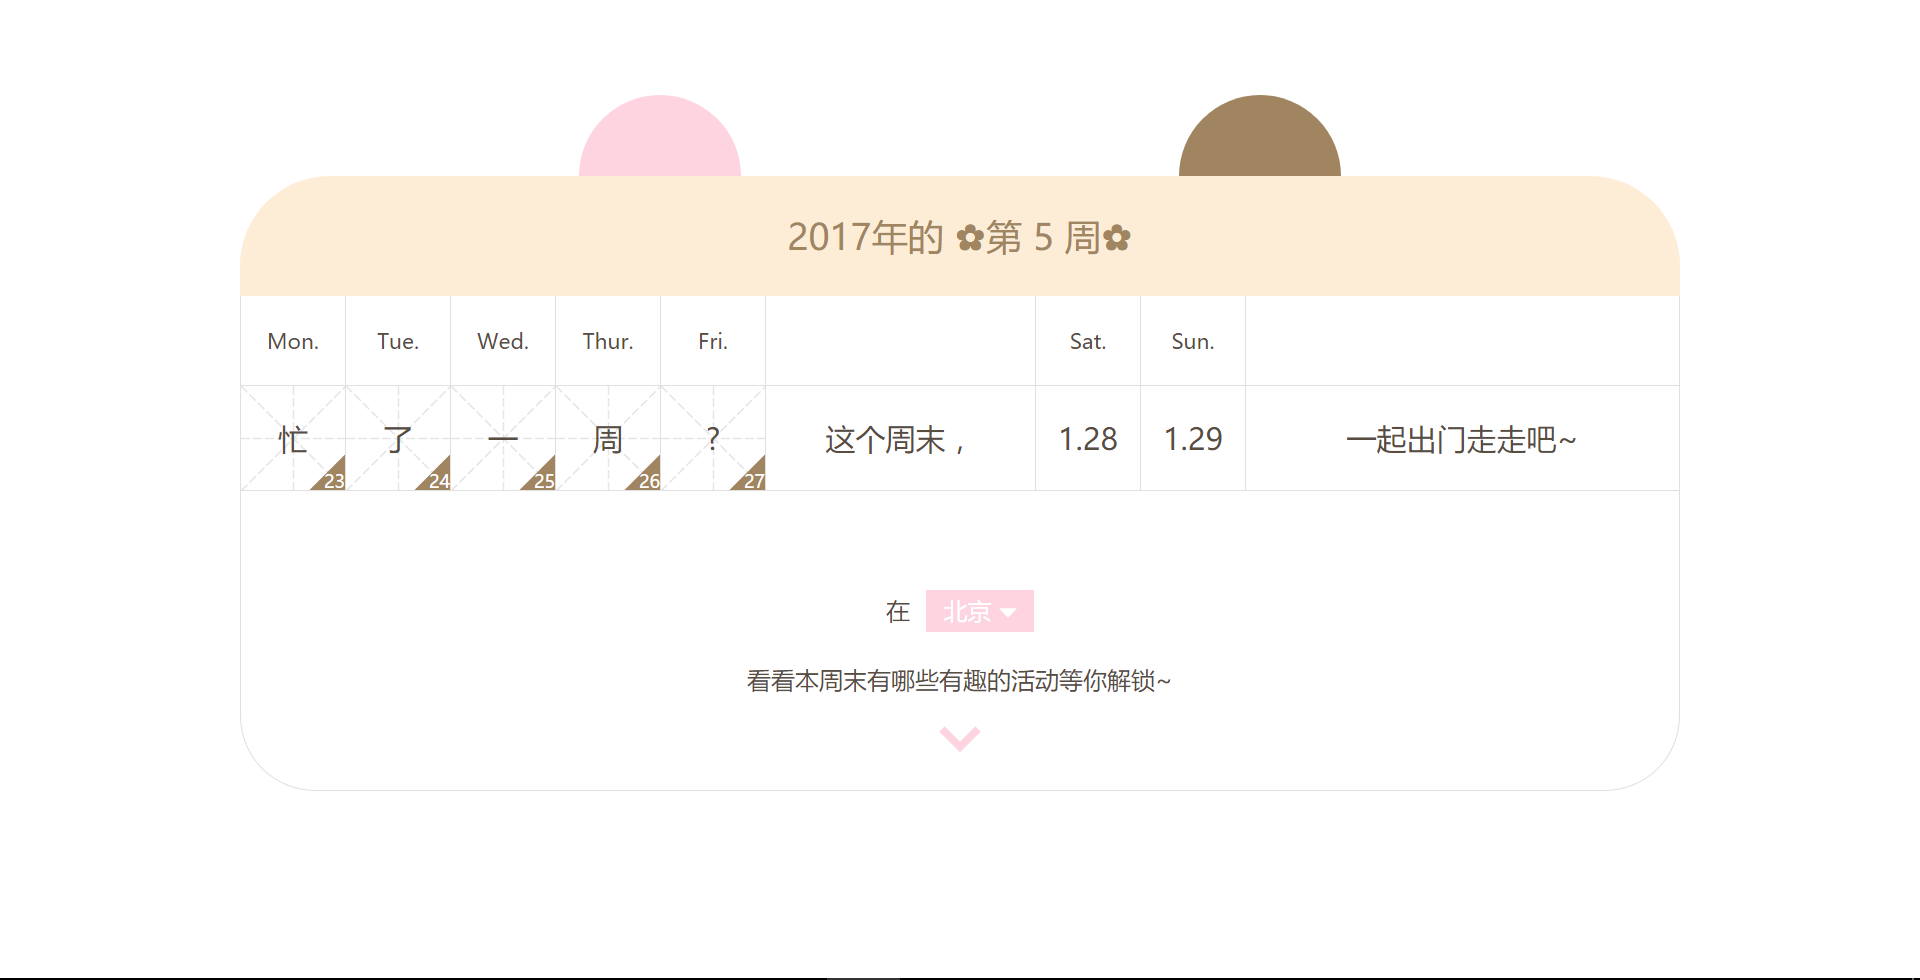 2017年的 ✿第 5 周✿
Mon. Tue. Wed. Thur. Fri. Sat. Sun.
忙 了 一 周 ? 这个周末， 1.28 1.29 一起出门走走吧~
23 24 25 26 27
在 北京
看看本周末有哪些有趣的活动等你解锁~